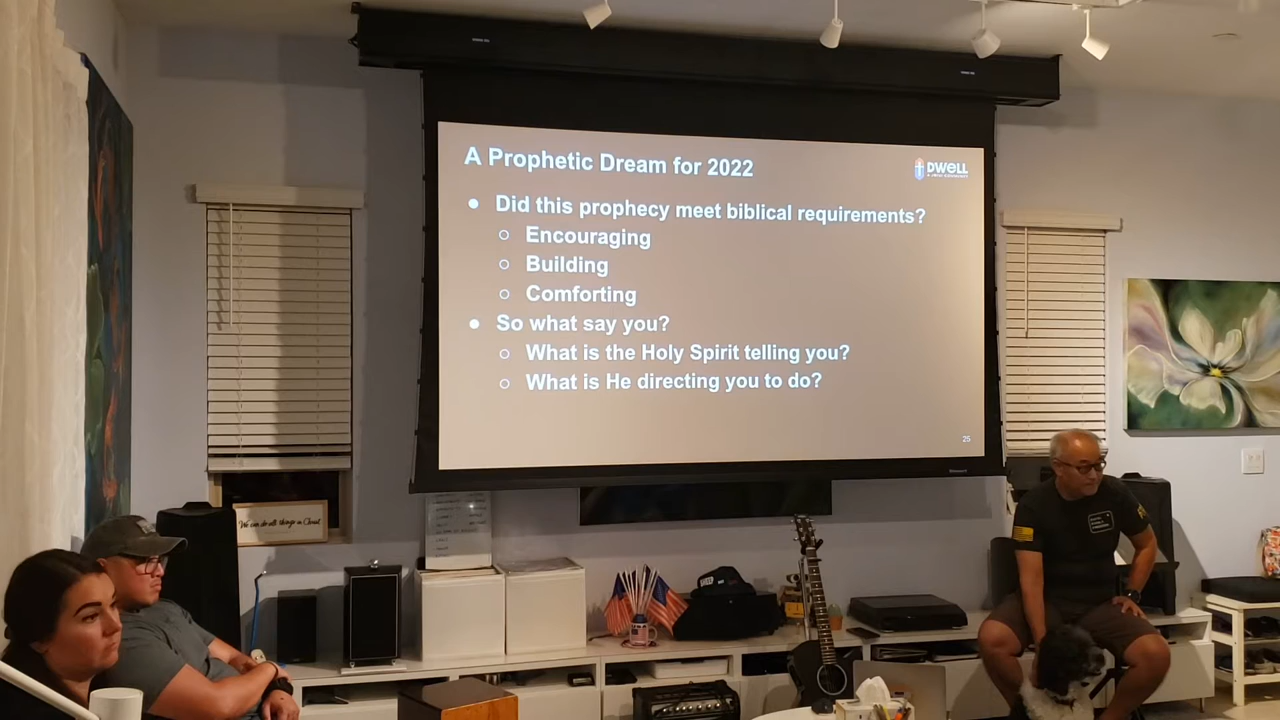 A Prophetic Dream for 2022
DWELL
● Did this prophecy meet biblical requirements?
○ Encouraging
○ Building
○ Comforting
● So what say you?
○ What is the Holy Spirit telling you?
○ What is He directing you to do?
25
We can do all things in Christ